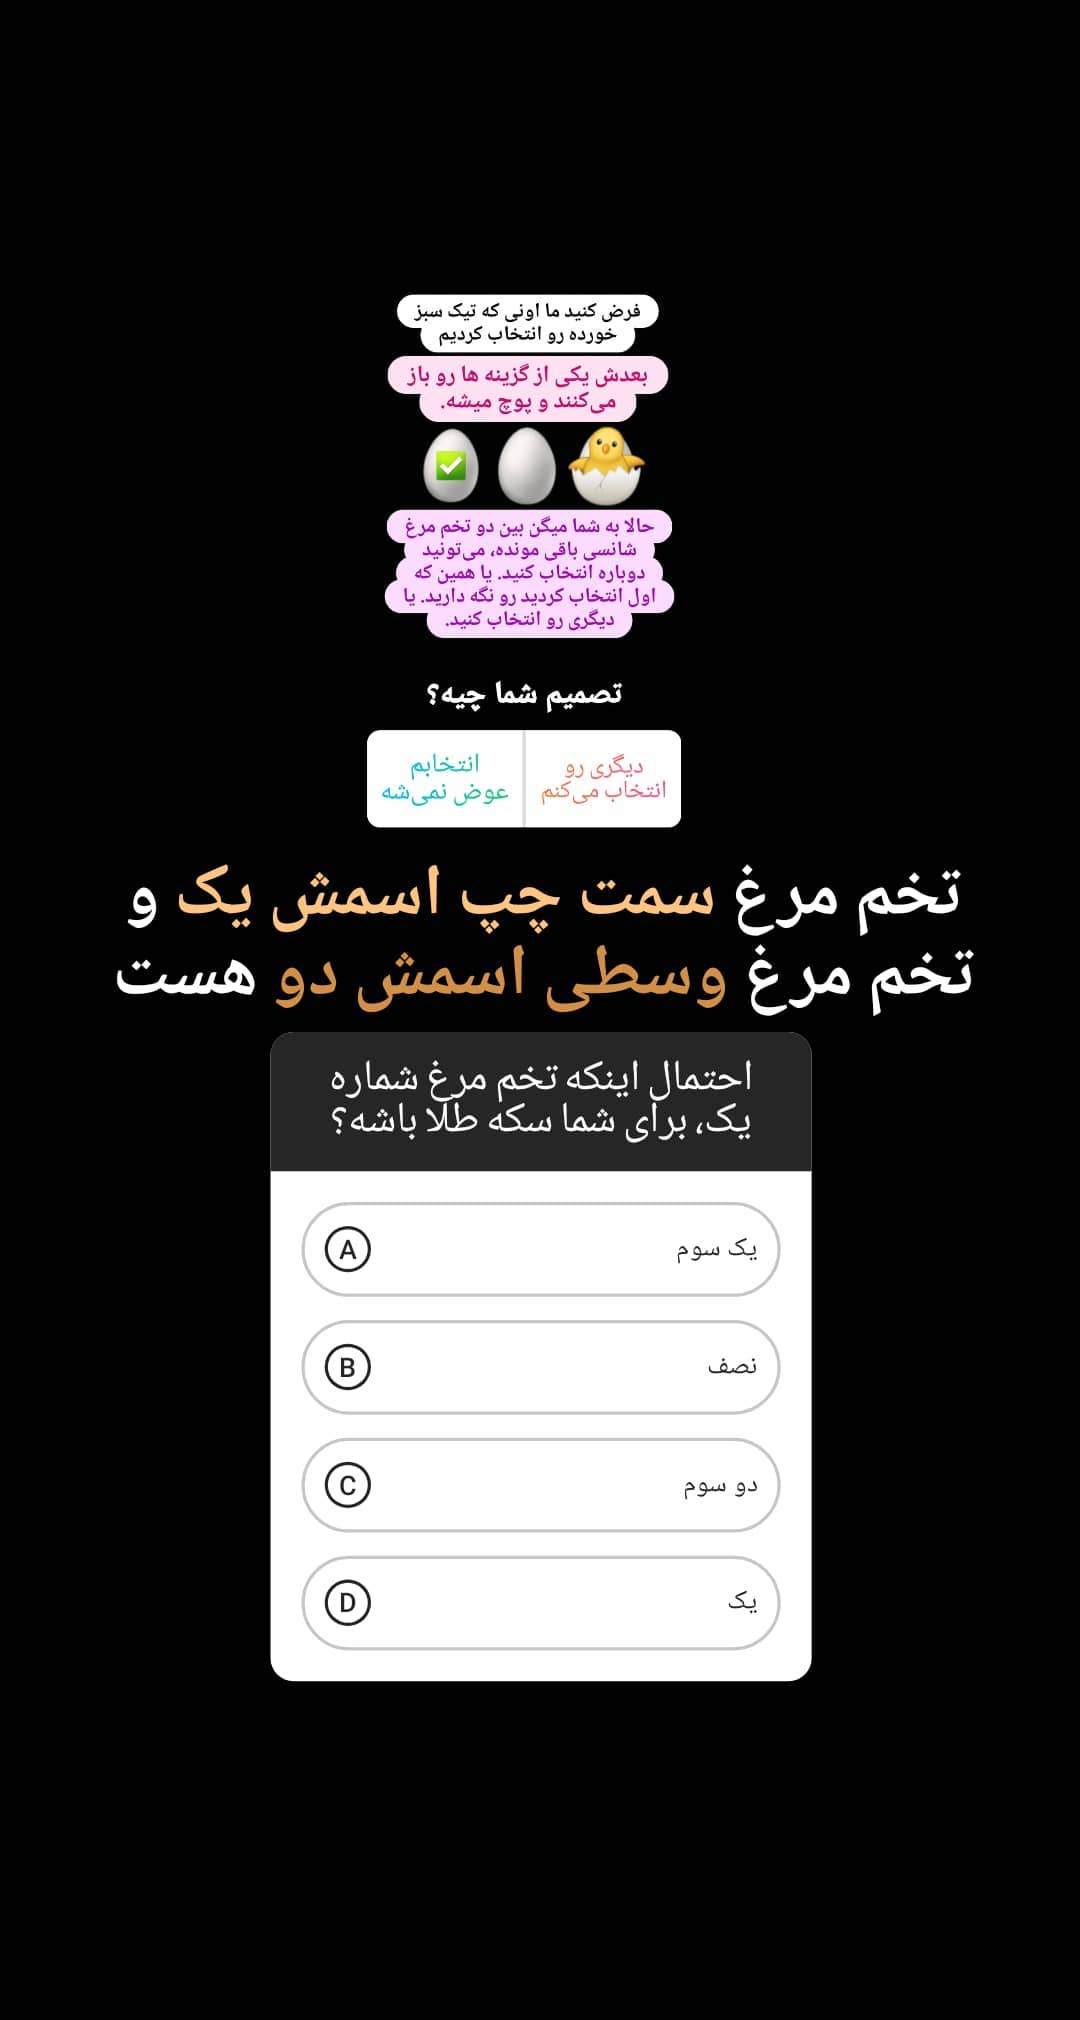 فرض کنید ما اونی که تیک سبز
خورده رو انتخاب کردیم
بعدش یکی از گزینه ها رو باز
می‌کنند و پوچ میشه.
حالا به شما میگن بین دو تخم مرغ
شانسی باقی مونده، می‌تونید
دوباره انتخاب کنید. یا همین که
اول انتخاب کردید رو نگه دارید. یا
دیگری رو انتخاب کنید.
تصمیم شما چیه؟
دیگری رو
انتخاب می‌کنم
انتخابم
عوض نمی‌شه
تخم مرغ سمت چپ اسمش یک و
تخم مرغ وسطی اسمش دو هست
احتمال اینکه تخم مرغ شماره
یک، برای شما سکه طلا باشه؟
A یک سوم
B نصف
C دو سوم
D یک